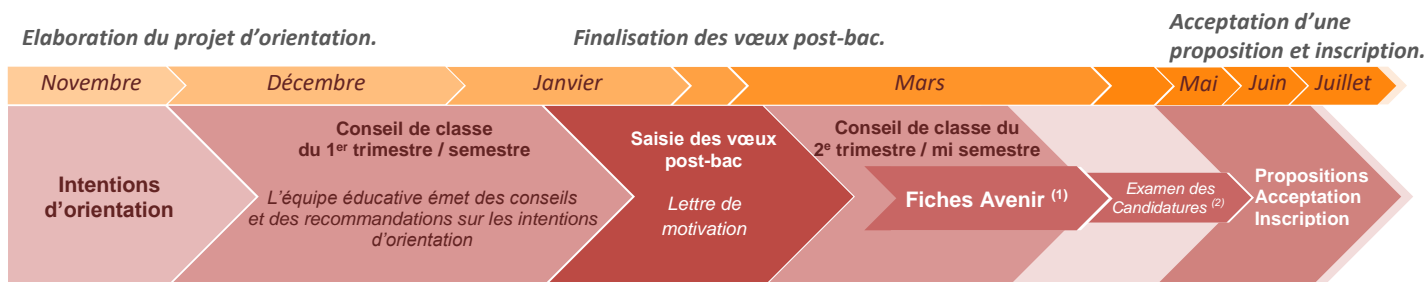 Elaboration du projet d'orientation.
Finalisation des vœux post-bac.
Acceptation d'une
proposition et inscription.
Novembre
Décembre
Janvier
Mars
Mai
Juin
Juillet
Intentions
d'orientation
Conseil de classe
du 1er trimestre / semestre
L'équipe éducative émet des conseils
et des recommandations sur les intentions
d'orientation
Saisie des vœux
post-bac
Lettre de
motivation
Conseil de classe du
2e trimestre / mi semestre
Fiches Avenir (1)
Examen des
Candidatures (2)
Propositions
Acceptation
Inscription